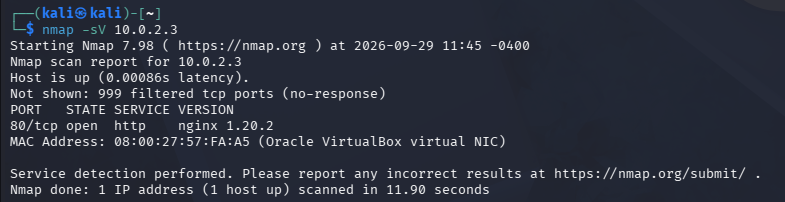 ┌──(kali㉿kali)-[~]
└─$ nmap -sV 10.0.2.3
Starting Nmap 7.98 ( https://nmap.org ) at 2026-09-29 11:45 -0400
Nmap scan report for 10.0.2.3
Host is up (0.00086s latency).
Not shown: 999 filtered tcp ports (no-response)
PORT   STATE SERVICE VERSION
80/tcp open  http    nginx 1.20.2
MAC Address: 08:00:27:57:FA:A5 (Oracle VirtualBox virtual NIC)

Service detection performed. Please report any incorrect results at https://nmap.org/submit/ .
Nmap done: 1 IP address (1 host up) scanned in 11.90 seconds